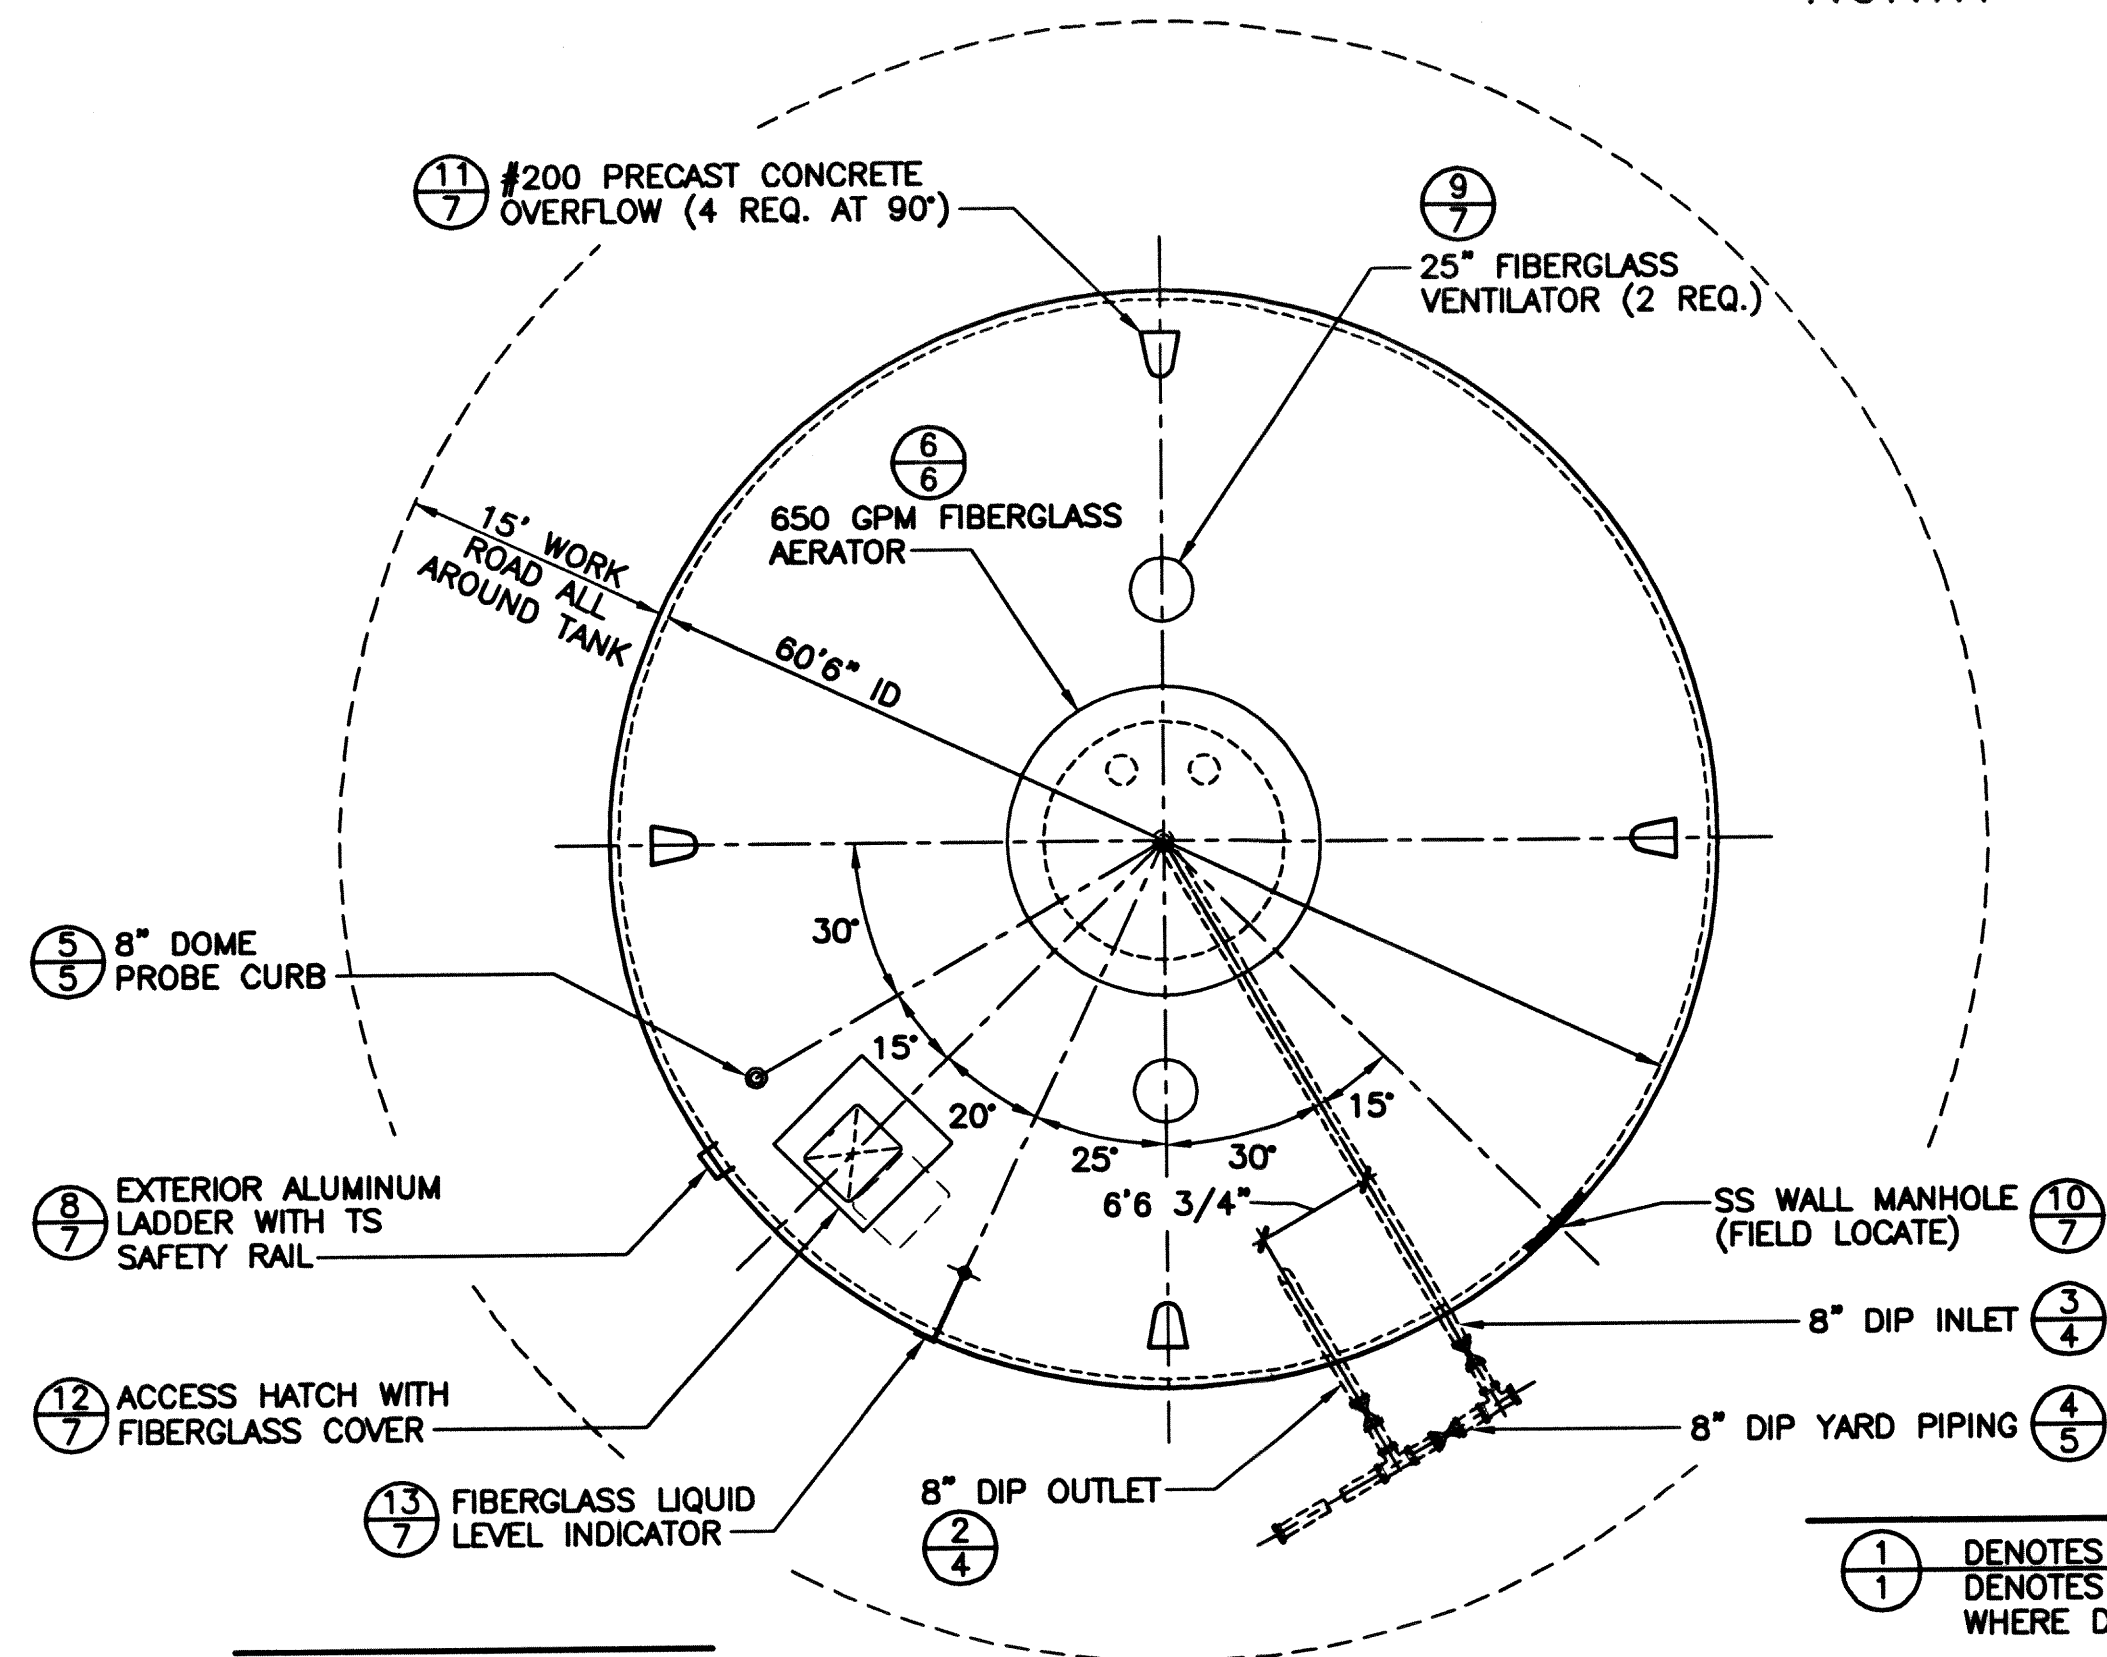 11
7
#200 PRECAST CONCRETE
OVERFLOW (4 REQ. AT 90°)
9
7
25" FIBERGLASS
VENTILATOR (2 REQ.)
6
6
650 GPM FIBERGLASS
AERATOR
15' WORK
ROAD ALL
AROUND TANK
60'6" ID
30°
15°
20°
25°
30°
15°
6'6 3/4"
5
5
8" DOME
PROBE CURB
8
7
EXTERIOR ALUMINUM
LADDER WITH TS
SAFETY RAIL
12
7
ACCESS HATCH WITH
FIBERGLASS COVER
13
7
FIBERGLASS LIQUID
LEVEL INDICATOR
8" DIP OUTLET
2
4
SS WALL MANHOLE
(FIELD LOCATE)
10
7
8" DIP INLET
3
4
8" DIP YARD PIPING
4
5
1
1
DENOTES
DENOTES
WHERE D